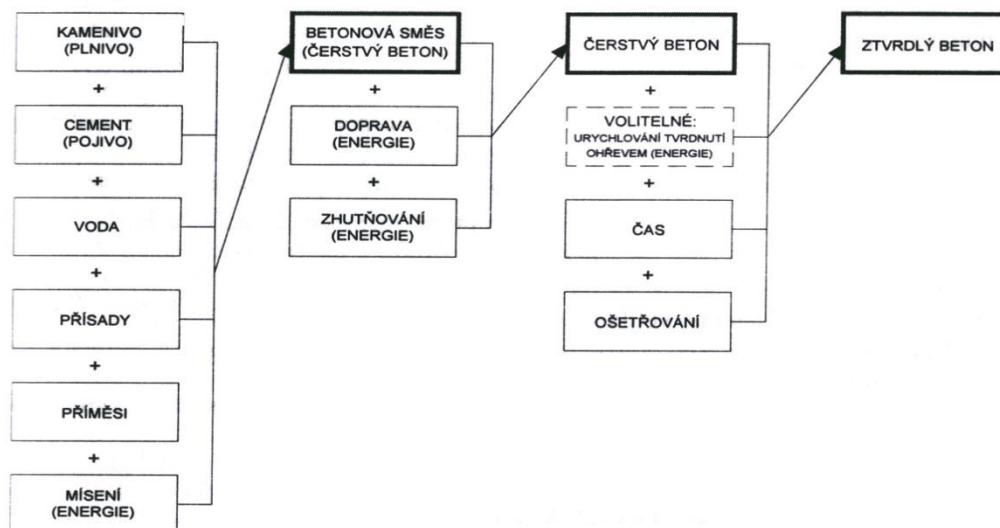 KAMENIVO
(PLNIVO)
+
CEMENT
(POJIVO)
+
VODA
+
PŘÍSADY
+
PŘÍMĚSI
+
MÍSENÍ
(ENERGIE)
BETONOVÁ SMĚS
(ČERSTVÝ BETON)
+
DOPRAVA
(ENERGIE)
+
ZHUTŇOVÁNÍ
(ENERGIE)
ČERSTVÝ BETON
+
VOLITELNÉ:
URYCHLOVÁNÍ TVRDNUTÍ
OHŘEVEM (ENERGIE)
+
ČAS
+
OŠETŘOVÁNÍ
ZTVRDLÝ BETON